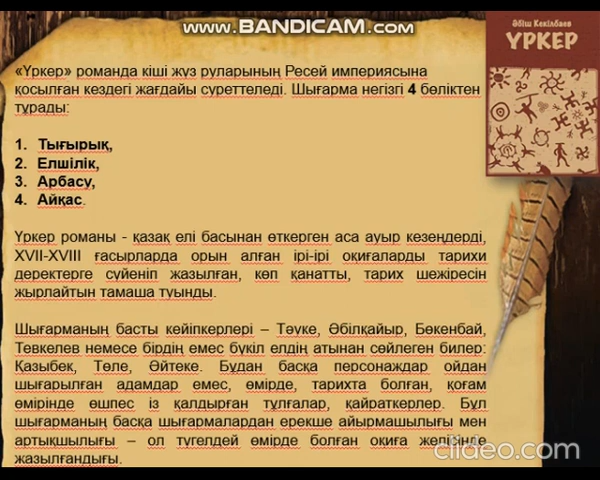 www.BANDICAM.com
Әбіш Кекілбаев
ҮРКЕР
«Үркер» романда кіші жүз руларының Ресей империясына
қосылған кездегі жағдайы суреттеледі. Шығарма негізгі 4 бөліктен
тұрады:
1. Тығырық,
2. Елшілік,
3. Арбасу,
4. Айқас.
Үркер романы - қазақ елі басынан өткерген аса ауыр кезеңдерді,
XVII-XVIII ғасырларда орын алған ірі-ірі оқиғаларды тарихи
деректерге сүйеніп жазылған, көп қанатты, тарих шежіресін
жырлайтын тамаша туынды.
Шығарманың басты кейіпкерлері – Тәуке, Әбілқайыр, Бөкенбай,
Тевкелев немесе бірдің емес бүкіл елдің атынан сөйлеген билер:
Қазыбек, Төле, Әйтеке. Бұдан басқа персонаждар ойдан
шығарылған адамдар емес, өмірде, тарихта болған, қоғам
өмірінде өшпес із қалдырған тұлғалар, қайраткерлер. Бұл
шығарманың басқа шығармалардан ерекше айырмашылығы мен
артықшылығы – ол түгелдей өмірде болған оқиға желісінде
жазылғандығы.
clideo.com